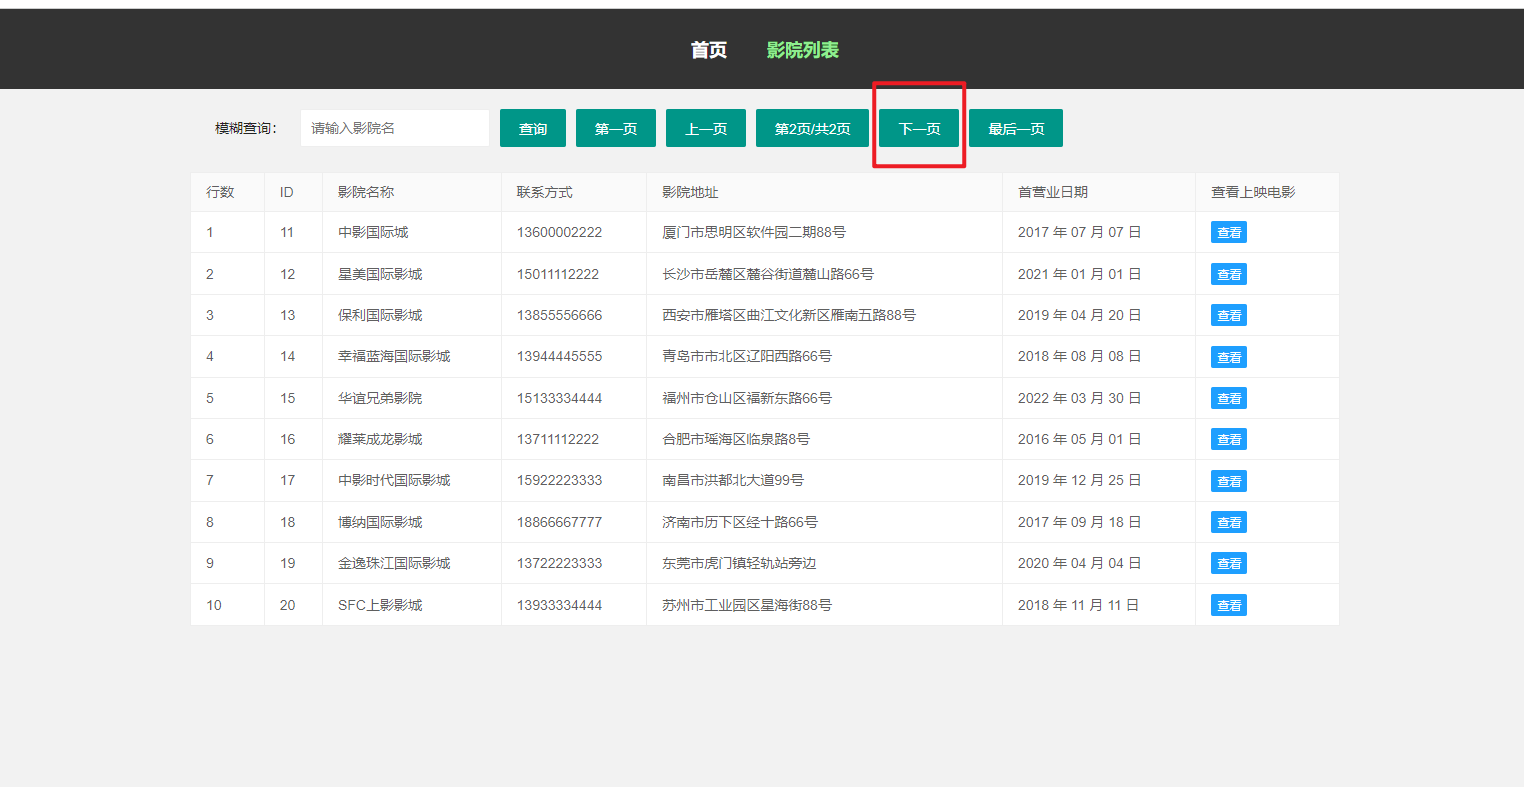 首页 影院列表
模糊查询： 请输入影院名 查询 第一页 上一页 第2页/共2页 下一页 最后一页
行数 ID 影院名称 联系方式 影院地址 首营业日期 查看上映电影
1 11 中影国际城 13600002222 厦门市思明区软件园二期88号 2017 年 07 月 07 日 查看
2 12 星美国际影城 15011112222 长沙市岳麓区麓谷街道麓山路66号 2021 年 01 月 01 日 查看
3 13 保利国际影城 13855556666 西安市雁塔区曲江文化新区雁南五路88号 2019 年 04 月 20 日 查看
4 14 幸福蓝海国际影城 13944445555 青岛市市北区辽阳西路66号 2018 年 08 月 08 日 查看
5 15 华谊兄弟影院 15133334444 福州市仓山区福新东路66号 2022 年 03 月 30 日 查看
6 16 耀莱成龙影城 13711112222 合肥市瑶海区临泉路8号 2016 年 05 月 01 日 查看
7 17 中影时代国际影城 15922223333 南昌市洪都北大道99号 2019 年 12 月 25 日 查看
8 18 博纳国际影城 18866667777 济南市历下区经十路66号 2017 年 09 月 18 日 查看
9 19 金逸珠江国际影城 13722223333 东莞市虎门镇轻轨站旁边 2020 年 04 月 04 日 查看
10 20 SFC上影影城 13933334444 苏州市工业园区星海街88号 2018 年 11 月 11 日 查看